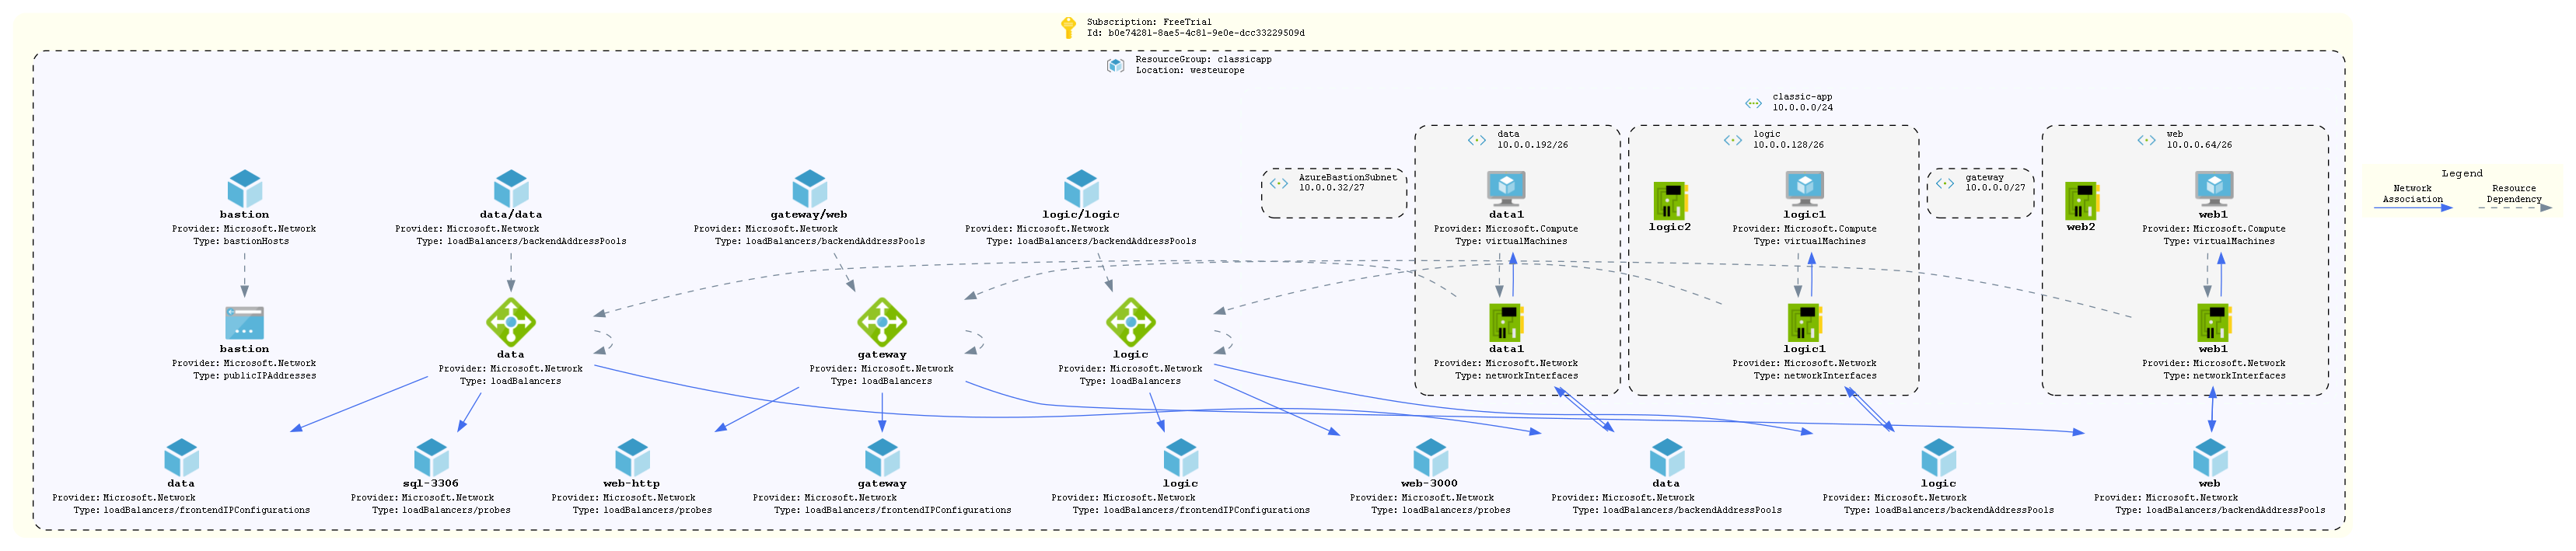 Subscription: FreeTrial
Id: b0e74281-8ae5-4c81-9e0e-dcc33229509d
ResourceGroup: classicapp
Location: westeurope
classic-app
10.0.0.0/24
data
10.0.0.192/26
logic
10.0.0.128/26
web
10.0.0.64/26
AzureBastionSubnet
10.0.0.32/27
gateway
10.0.0.0/27
Legend
Network
Association
Resource
Dependency
bastion
Provider: Microsoft.Network
Type: bastionHosts
data/data
Provider: Microsoft.Network
Type: loadBalancers/backendAddressPools
gateway/web
Provider: Microsoft.Network
Type: loadBalancers/backendAddressPools
logic/logic
Provider: Microsoft.Network
Type: loadBalancers/backendAddressPools
data1
Provider: Microsoft.Compute
Type: virtualMachines
logic2
logic1
Provider: Microsoft.Compute
Type: virtualMachines
web2
web1
Provider: Microsoft.Compute
Type: virtualMachines
bastion
Provider: Microsoft.Network
Type: publicIPAddresses
data
Provider: Microsoft.Network
Type: loadBalancers
gateway
Provider: Microsoft.Network
Type: loadBalancers
logic
Provider: Microsoft.Network
Type: loadBalancers
data1
Provider: Microsoft.Network
Type: networkInterfaces
logic1
Provider: Microsoft.Network
Type: networkInterfaces
web1
Provider: Microsoft.Network
Type: networkInterfaces
data
Provider: Microsoft.Network
Type: loadBalancers/frontendIPConfigurations
sql-3306
Provider: Microsoft.Network
Type: loadBalancers/probes
web-http
Provider: Microsoft.Network
Type: loadBalancers/probes
gateway
Provider: Microsoft.Network
Type: loadBalancers/frontendIPConfigurations
logic
Provider: Microsoft.Network
Type: loadBalancers/frontendIPConfigurations
web-3000
Provider: Microsoft.Network
Type: loadBalancers/probes
data
Provider: Microsoft.Network
Type: loadBalancers/backendAddressPools
logic
Provider: Microsoft.Network
Type: loadBalancers/backendAddressPools
web
Provider: Microsoft.Network
Type: loadBalancers/backendAddressPools